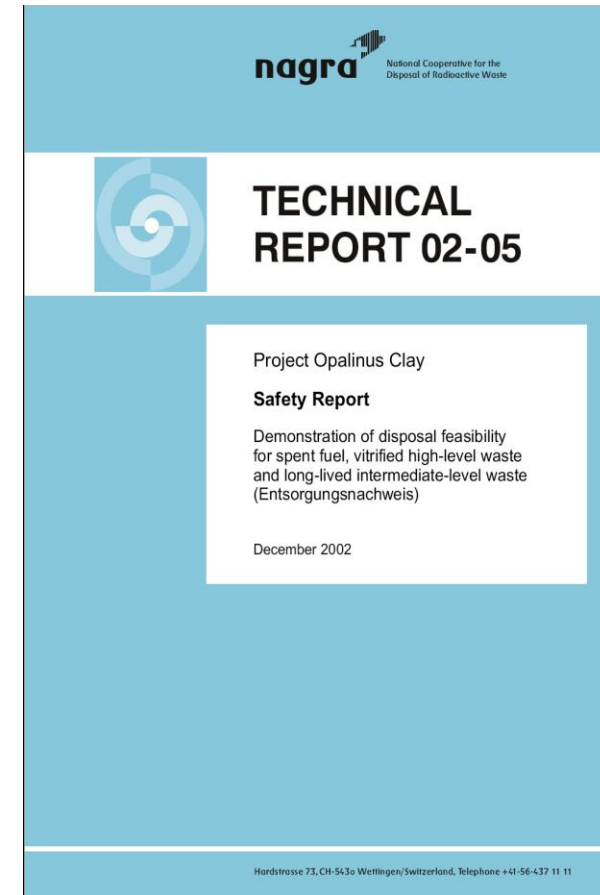 nagra
National Cooperative for the
Disposal of Radioactive Waste
TECHNICAL
REPORT 02-05
Project Opalinus Clay
Safety Report
Demonstration of disposal feasibility
for spent fuel, vitrified high-level waste
and long-lived intermediate-level waste
(Entsorgungsnachweis)
December 2002
Hardstrasse 73, CH-5430 Wettingen/Switzerland, Telephone +41-56-437 11 11